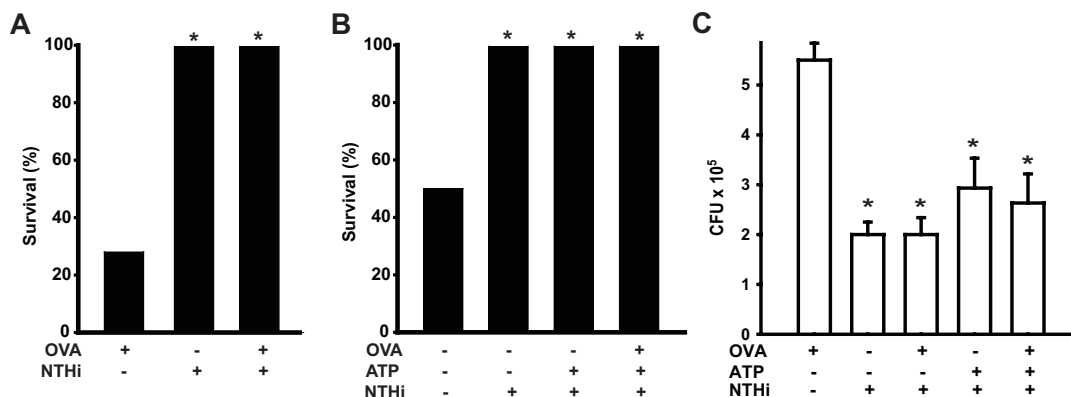 A
Survival (%)
100
80
60
40
20
0
* *
OVA + - +
NTHi - + +
B
Survival (%)
100
80
60
40
20
0
* * *
OVA - - - +
ATP - - + +
NTHi - + + +
C
CFU x 10⁵
5
4
3
2
1
0
* * * *
OVA + - + - +
ATP - - - + +
NTHi - + + + +